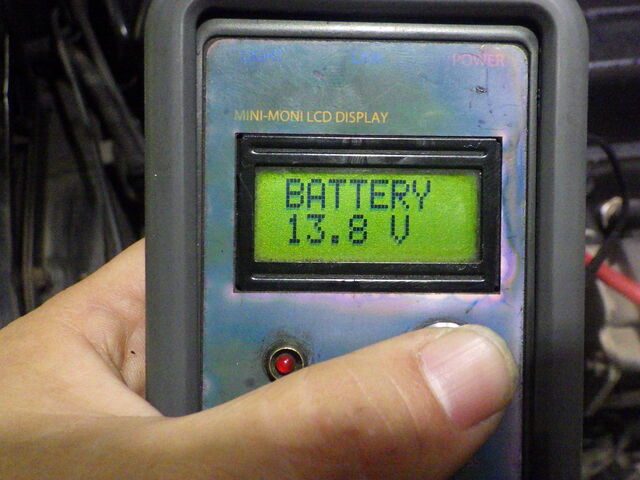 POWER
MINI-MONI LCD DISPLAY
BATTERY
13.8 V